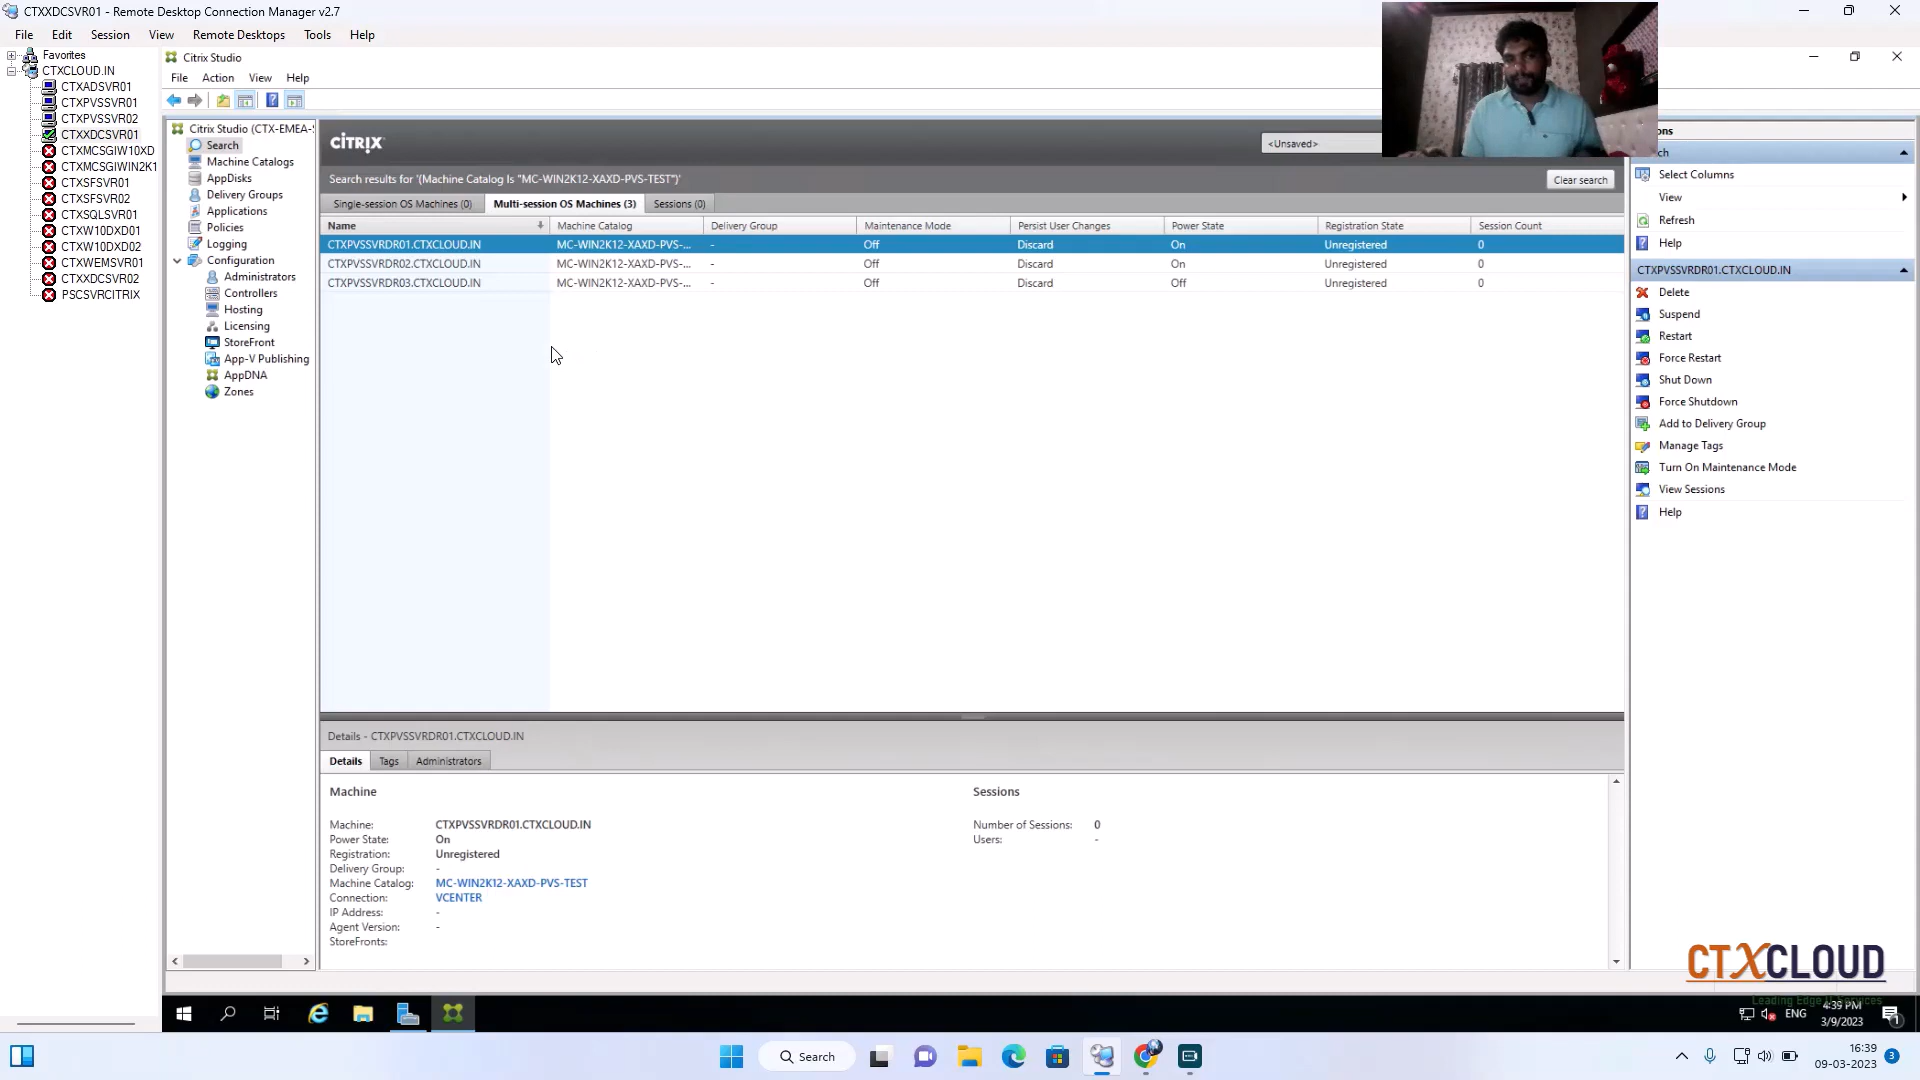 CTXXDCSVR01 - Remote Desktop Connection Manager v2.7
File Edit Session View Remote Desktops Tools Help
Favorites
CTXCLOUD.IN
CTXADSVR01
CTXPVSSVR01
CTXPVSSVR02
CTXXDCSVR01
CTXMCSGIW10XD
CTXMCSGIWIN2K1
CTXSFSVR01
CTXSFSVR02
CTXSQLSVR01
CTXW10DXD01
CTXW10DXD02
CTXWEMSVR01
CTXXDCSVR02
PSCSVRCITRIX
Citrix Studio
File Action View Help
Citrix Studio (CTX-EMEA-S
Search
Machine Catalogs
AppDisks
Delivery Groups
Applications
Policies
Logging
Configuration
Administrators
Controllers
Hosting
Licensing
StoreFront
App-V Publishing
AppDNA
Zones
CITRIX
<Unsaved>
Search results for '(Machine Catalog Is "MC-WIN2K12-XAXD-PVS-TEST")'
Clear search
Single-session OS Machines (0) Multi-session OS Machines (3) Sessions (0)
Name Machine Catalog Delivery Group Maintenance Mode Persist User Changes Power State Registration State Session Count
CTXPVSSVRDR01.CTXCLOUD.IN MC-WIN2K12-XAXD-PVS-... - Off Discard On Unregistered 0
CTXPVSSVRDR02.CTXCLOUD.IN MC-WIN2K12-XAXD-PVS-... - Off Discard On Unregistered 0
CTXPVSSVRDR03.CTXCLOUD.IN MC-WIN2K12-XAXD-PVS-... - Off Discard Off Unregistered 0
Details - CTXPVSSVRDR01.CTXCLOUD.IN
Details Tags Administrators
Machine
Machine: CTXPVSSVRDR01.CTXCLOUD.IN
Power State: On
Registration: Unregistered
Delivery Group: -
Machine Catalog: MC-WIN2K12-XAXD-PVS-TEST
Connection: VCENTER
IP Address: -
Agent Version: -
StoreFronts:
Sessions
Number of Sessions: 0
Users: -
ons
ch
Select Columns
View
Refresh
Help
CTXPVSSVRDR01.CTXCLOUD.IN
Delete
Suspend
Restart
Force Restart
Shut Down
Force Shutdown
Add to Delivery Group
Manage Tags
Turn On Maintenance Mode
View Sessions
Help
CTXCLOUD
Leading Edge IT Services
ENG
4:39 PM
3/9/2023
1
Search
16:39
09-03-2023
3